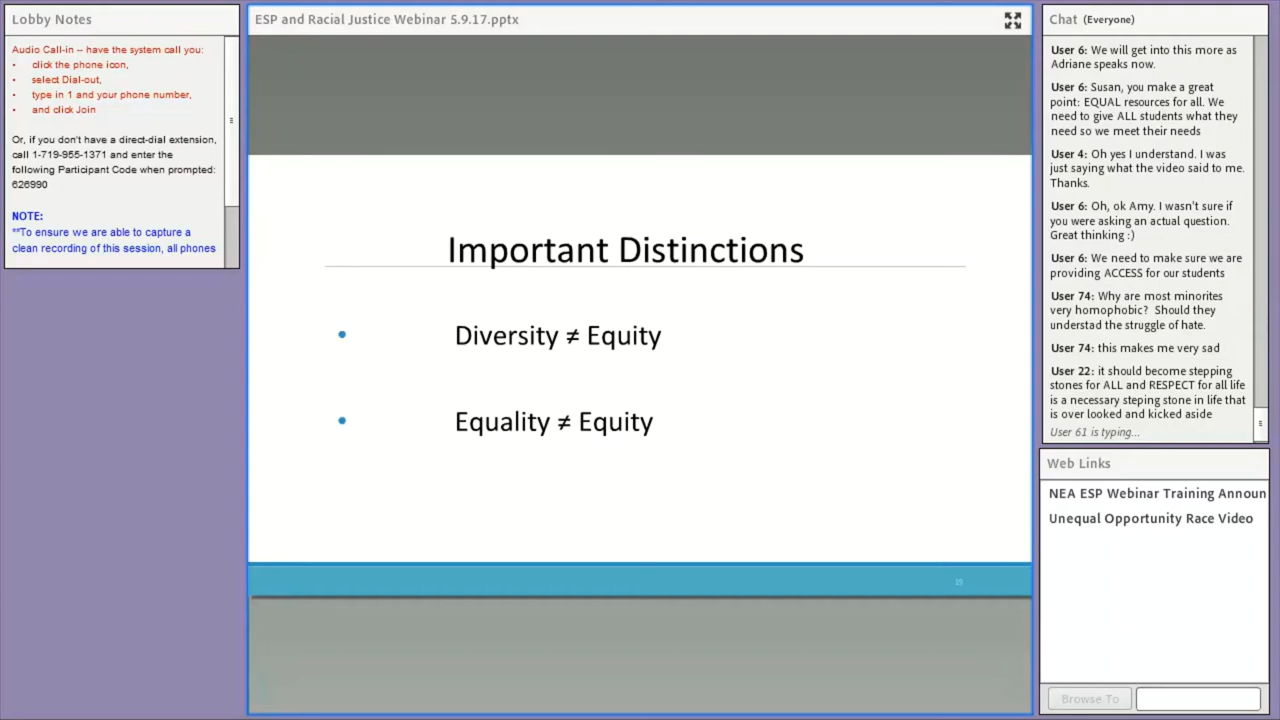 Lobby Notes
Audio Call-in -- have the system call you:
• click the phone icon,
• select Dial-out,
• type in 1 and your phone number,
• and click Join
Or, if you don't have a direct-dial extension,
call 1-719-955-1371 and enter the
following Participant Code when prompted:
626990
NOTE:
**To ensure we are able to capture a
clean recording of this session, all phones
ESP and Racial Justice Webinar 5.9.17.pptx
Important Distinctions
• Diversity ≠ Equity
• Equality ≠ Equity
19
Chat (Everyone)
User 6: We will get into this more as
Adriane speaks now.
User 6: Susan, you make a great
point: EQUAL resources for all. We
need to give ALL students what they
need so we meet their needs
User 4: Oh yes I understand. I was
just saying what the video said to me.
Thanks.
User 6: Oh, ok Amy. I wasn't sure if
you were asking an actual question.
Great thinking :)
User 6: We need to make sure we are
providing ACCESS for our students
User 74: Why are most minorites
very homophobic? Should they
understad the struggle of hate.
User 74: this makes me very sad
User 22: it should become stepping
stones for ALL and RESPECT for all life
is a necessary steping stone in life that
is over looked and kicked aside
User 61 is typing...
Web Links
NEA ESP Webinar Training Announ
Unequal Opportunity Race Video
Browse To